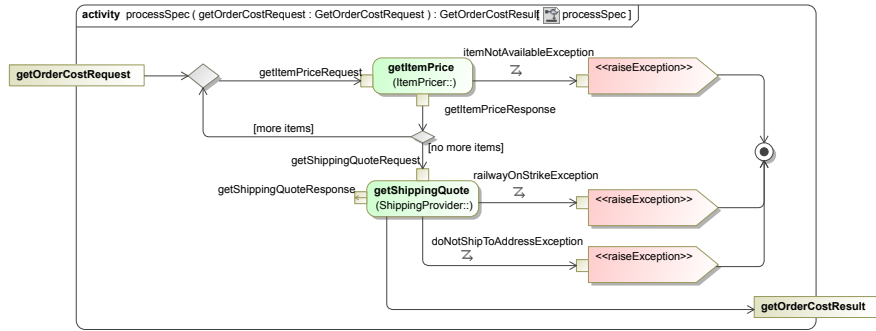 activity processSpec ( getOrderCostRequest : GetOrderCostRequest ) : GetOrderCostResult[ processSpec ]
itemNotAvailableException
getOrderCostRequest
getItemPriceRequest
getItemPrice
(ItemPricer::)
<<raiseException>>
getItemPriceResponse
[more items]
[no more items]
getShippingQuoteRequest
railwayOnStrikeException
getShippingQuoteResponse
getShippingQuote
(ShippingProvider::)
<<raiseException>>
doNotShipToAddressException
<<raiseException>>
getOrderCostResult